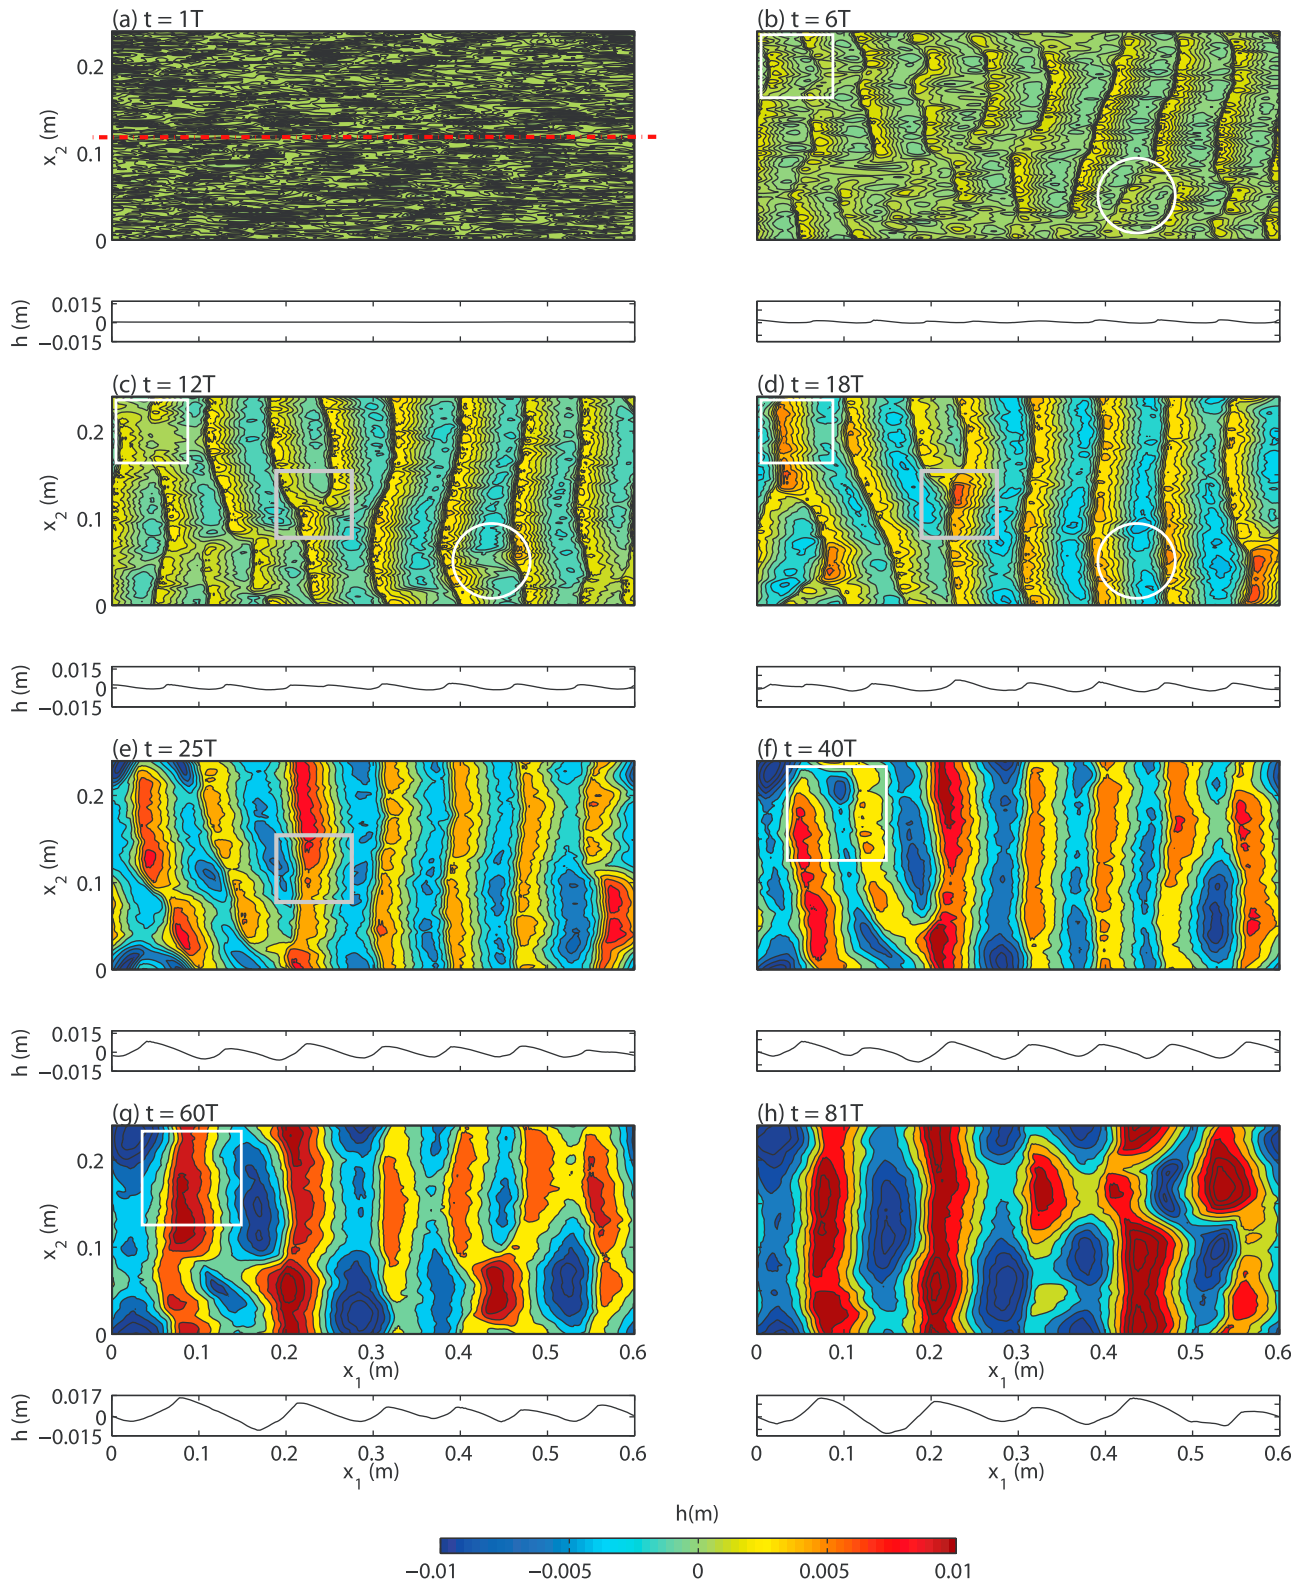 (a) t = 1T
(b) t = 6T
0.2
x2 (m)
0.1
0
0.015
h (m)
0
−0.015
(c) t = 12T
(d) t = 18T
0.2
x2 (m)
0.1
0
0.015
h (m)
0
−0.015
(e) t = 25T
(f) t = 40T
0.2
x2 (m)
0.1
0
0.015
h (m)
0
−0.015
(g) t = 60T
(h) t = 81T
0.2
x2 (m)
0.1
0
0 0.1 0.2 0.3 0.4 0.5 0.6
x1 (m)
0 0.1 0.2 0.3 0.4 0.5 0.6
x1 (m)
0.017
h (m)
0
−0.015
0 0.1 0.2 0.3 0.4 0.5 0.6
x1 (m)
0 0.1 0.2 0.3 0.4 0.5 0.6
x1 (m)
h(m)
−0.01 −0.005 0 0.005 0.01